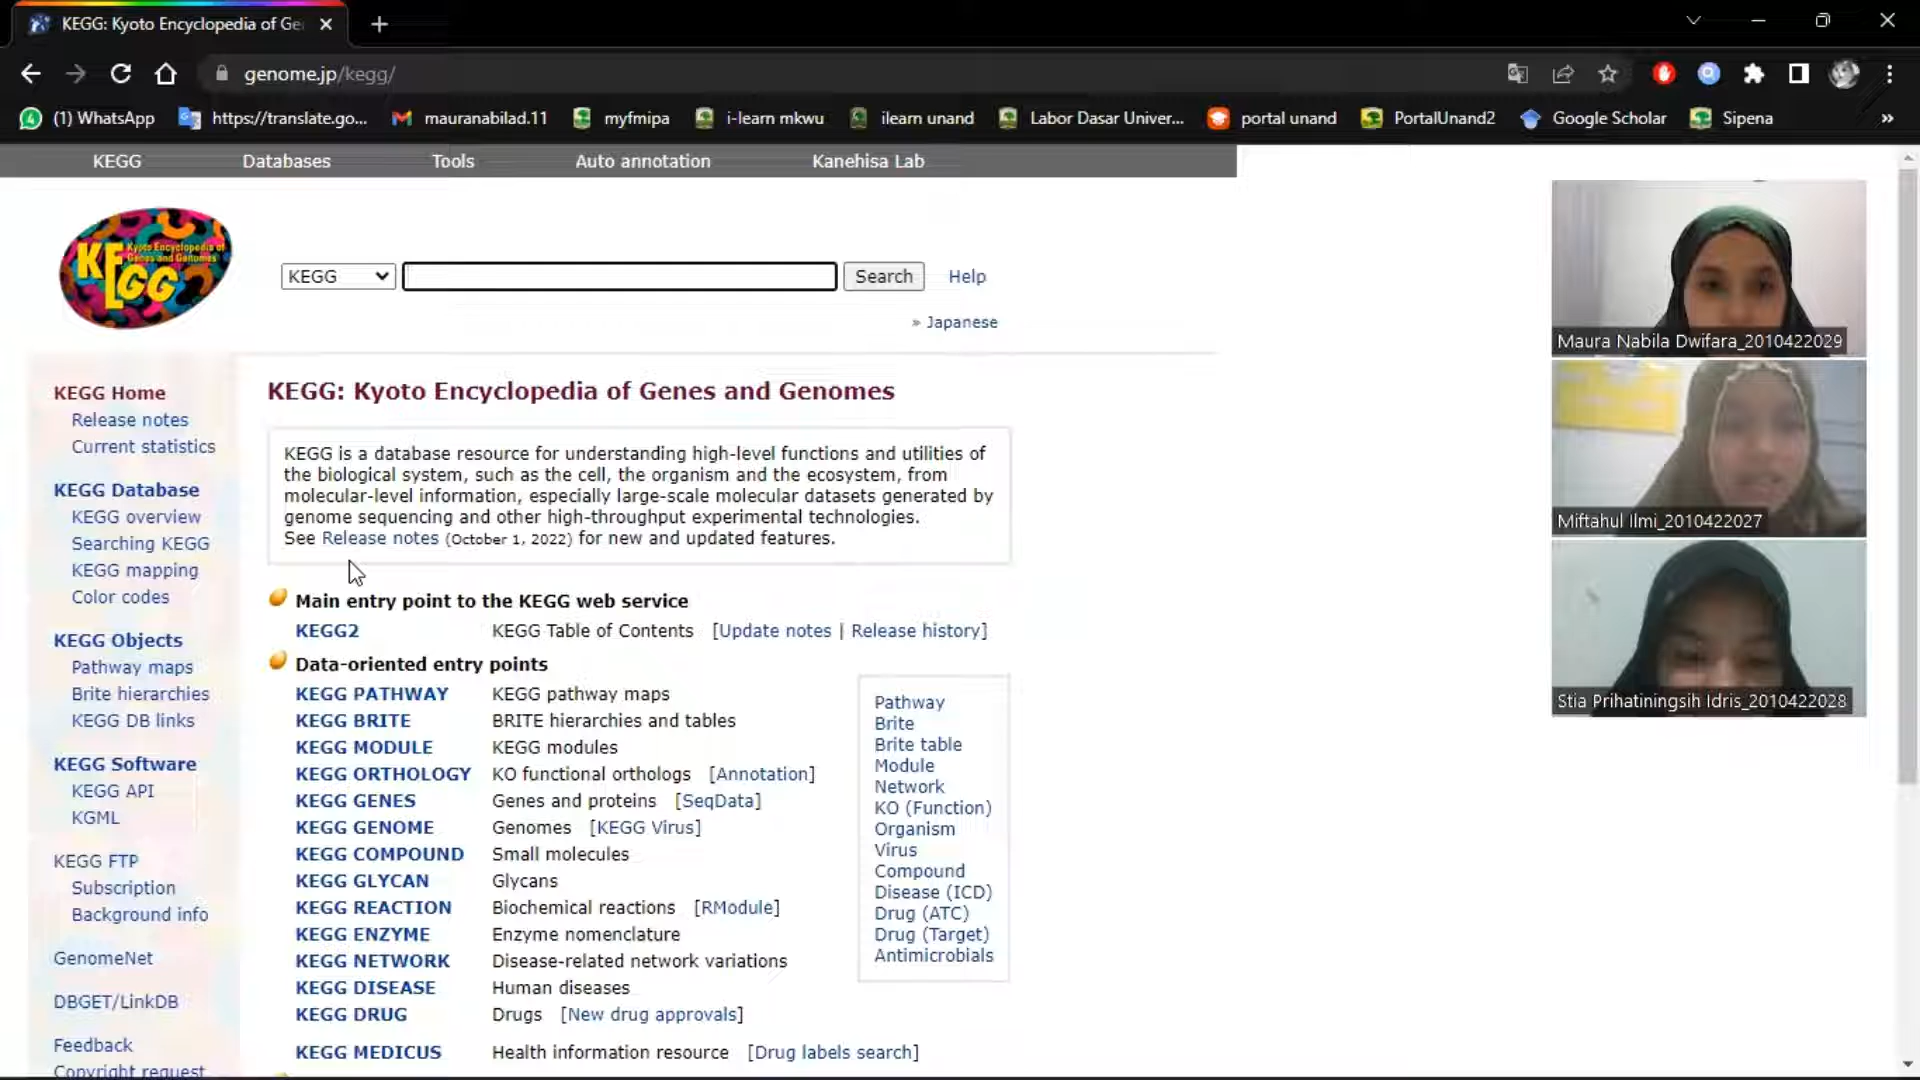 KEGG: Kyoto Encyclopedia of Ge
genome.jp/kegg/
(1) WhatsApp
https://translate.go...
mauranabilad.11
myfmipa
i-learn mkwu
ilearn unand
Labor Dasar Univer...
portal unand
PortalUnand2
Google Scholar
Sipena
»
KEGG
Databases
Tools
Auto annotation
Kanehisa Lab
KEGG
Kyoto Encyclopedia of
Genes and Genomes
KEGG
Search
Help
» Japanese
KEGG Home
Release notes
Current statistics
KEGG Database
KEGG overview
Searching KEGG
KEGG mapping
Color codes
KEGG Objects
Pathway maps
Brite hierarchies
KEGG DB links
KEGG Software
KEGG API
KGML
KEGG FTP
Subscription
Background info
GenomeNet
DBGET/LinkDB
Feedback
Copyright request
KEGG: Kyoto Encyclopedia of Genes and Genomes
KEGG is a database resource for understanding high-level functions and utilities of
the biological system, such as the cell, the organism and the ecosystem, from
molecular-level information, especially large-scale molecular datasets generated by
genome sequencing and other high-throughput experimental technologies.
See Release notes (October 1, 2022) for new and updated features.
Main entry point to the KEGG web service
KEGG2 KEGG Table of Contents [Update notes | Release history]
Data-oriented entry points
KEGG PATHWAY KEGG pathway maps
KEGG BRITE BRITE hierarchies and tables
KEGG MODULE KEGG modules
KEGG ORTHOLOGY KO functional orthologs [Annotation]
KEGG GENES Genes and proteins [SeqData]
KEGG GENOME Genomes [KEGG Virus]
KEGG COMPOUND Small molecules
KEGG GLYCAN Glycans
KEGG REACTION Biochemical reactions [RModule]
KEGG ENZYME Enzyme nomenclature
KEGG NETWORK Disease-related network variations
KEGG DISEASE Human diseases
KEGG DRUG Drugs [New drug approvals]
KEGG MEDICUS Health information resource [Drug labels search]
Pathway
Brite
Brite table
Module
Network
KO (Function)
Organism
Virus
Compound
Disease (ICD)
Drug (ATC)
Drug (Target)
Antimicrobials
Maura Nabila Dwifara_2010422029
Miftahul Ilmi_2010422027
Stia Prihatiningsih Idris_2010422028